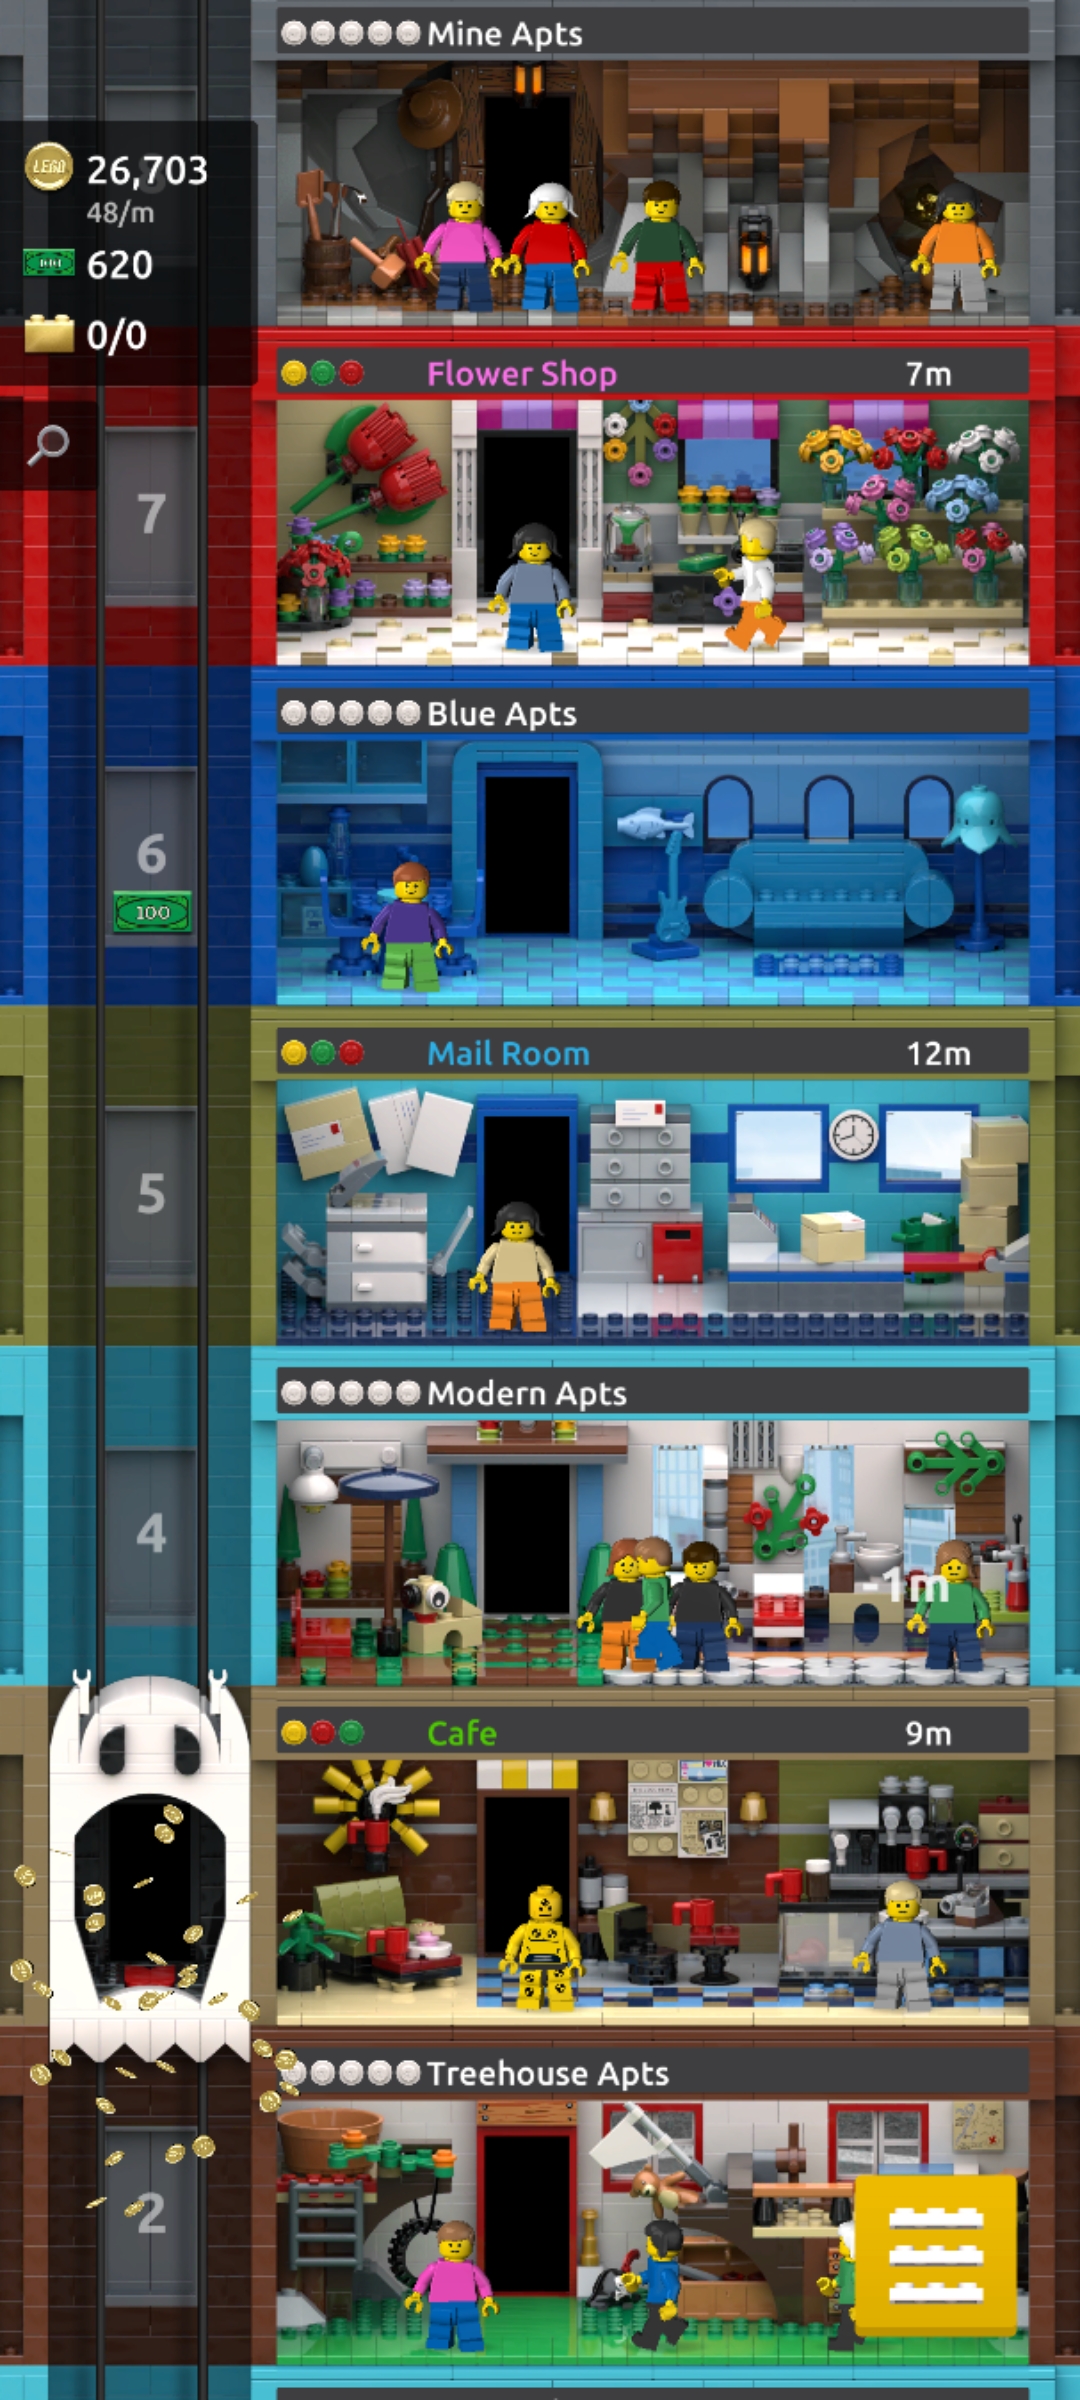 Mine Apts
LEGO 26,703
48/m
620
0/0
Flower Shop 7m
7
Blue Apts
6
100
Mail Room 12m
5
Modern Apts
4
-1m
Cafe 9m
Treehouse Apts
2